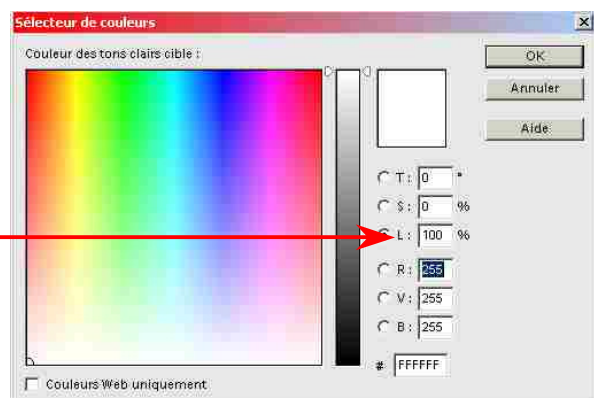 Sélecteur de couleurs
Couleur des tons clairs cible :
OK
Annuler
Aide
T : 0 °
S : 0 %
L : 100 %
R : 255
V : 255
B : 255
# FFFFFF
Couleurs Web uniquement